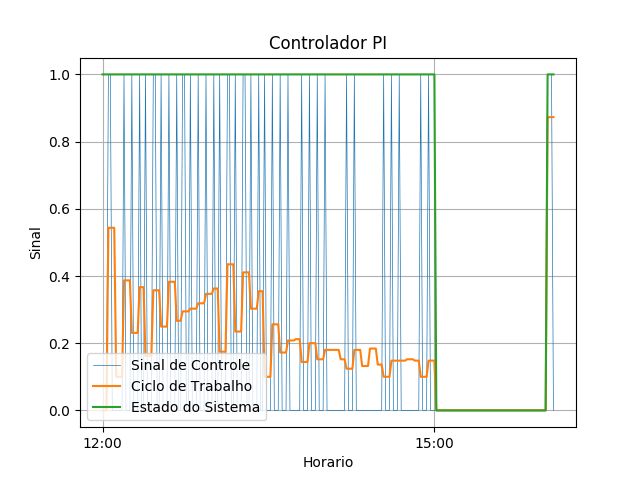 Controlador PI
Sinal
1.0
0.8
0.6
0.4
0.2
0.0
Sinal de Controle
Ciclo de Trabalho
Estado do Sistema
12:00
15:00
Horario